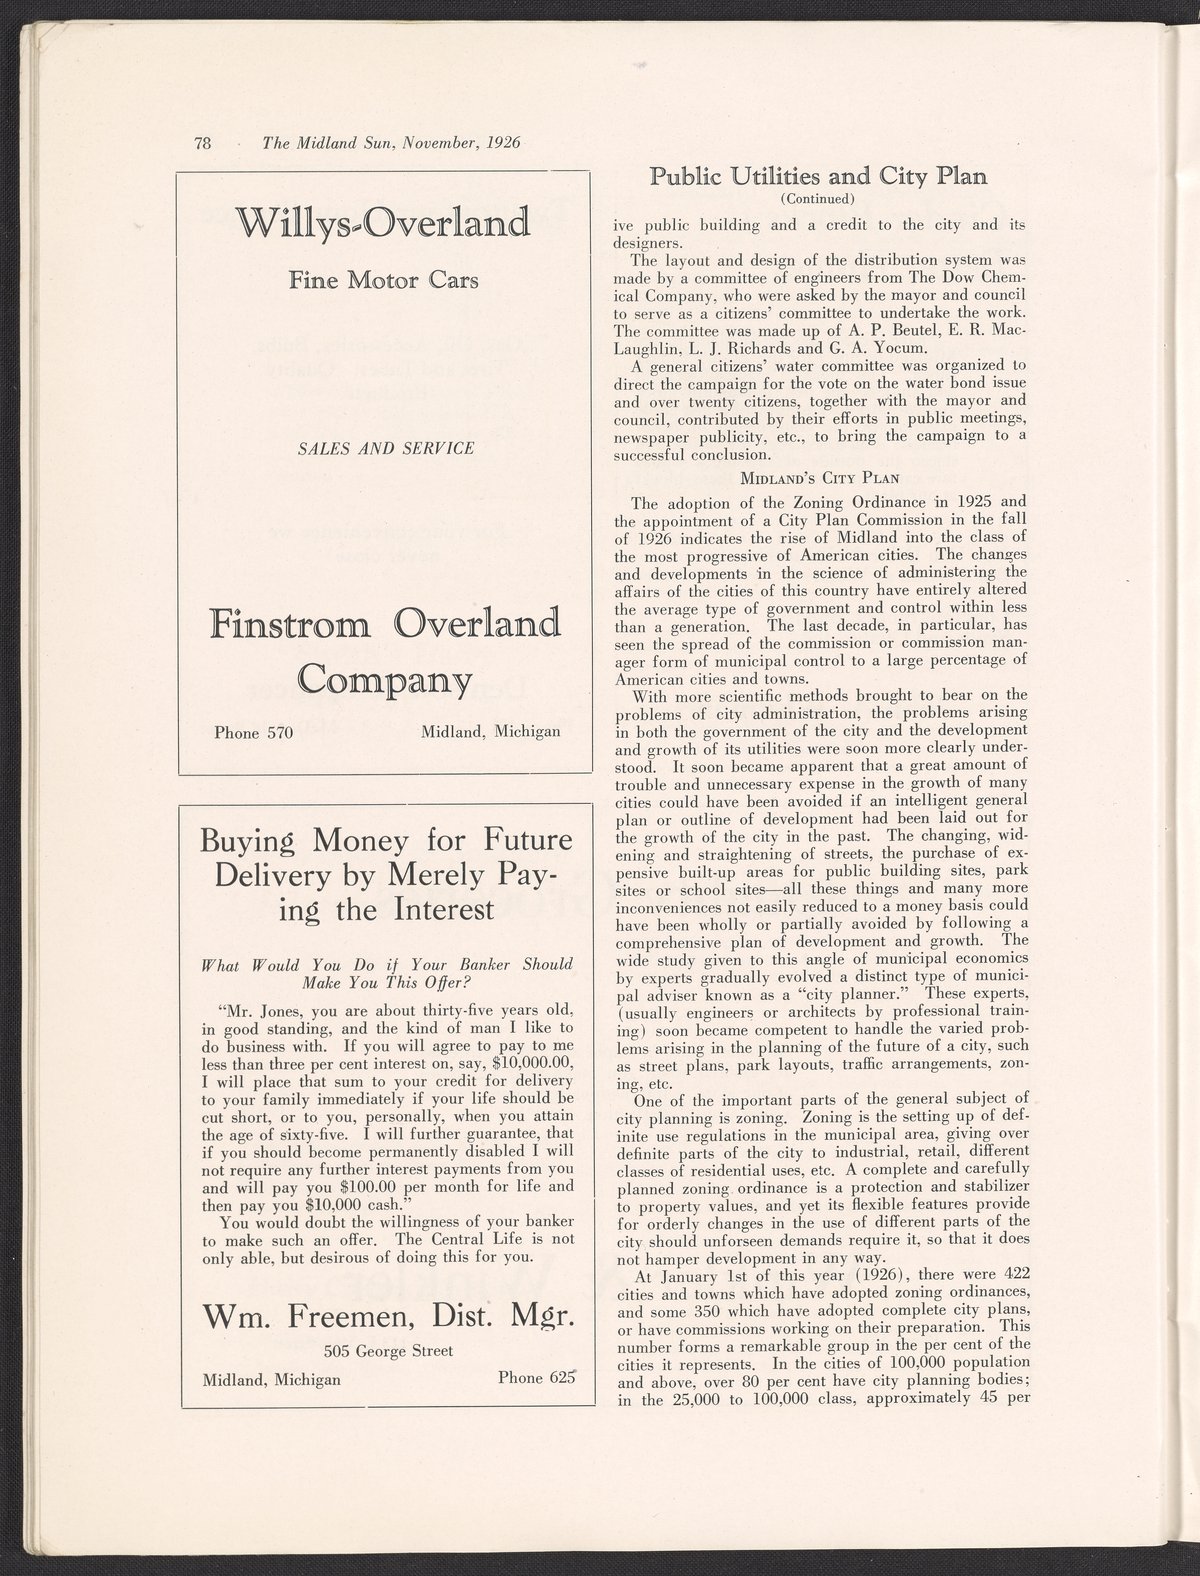 78 The Midland Sun, November, 1926
Willys-Overland
Fine Motor Cars
SALES AND SERVICE
Finstrom Overland
Company
Phone 570 Midland, Michigan
Buying Money for Future
Delivery by Merely Pay-
ing the Interest
What Would You Do if Your Banker Should
Make You This Offer?
“Mr. Jones, you are about thirty-five years old,
in good standing, and the kind of man I like to
do business with. If you will agree to pay to me
less than three per cent interest on, say, $10,000.00,
I will place that sum to your credit for delivery
to your family immediately if your life should be
cut short, or to you, personally, when you attain
the age of sixty-five. I will further guarantee, that
if you should become permanently disabled I will
not require any further interest payments from you
and will pay you $100.00 per month for life and
then pay you $10,000 cash.”
You would doubt the willingness of your banker
to make such an offer. The Central Life is not
only able, but desirous of doing this for you.
Wm. Freemen, Dist. Mgr.
505 George Street
Midland, Michigan Phone 625
Public Utilities and City Plan
(Continued)
ive public building and a credit to the city and its
designers.
The layout and design of the distribution system was
made by a committee of engineers from The Dow Chem-
ical Company, who were asked by the mayor and council
to serve as a citizens’ committee to undertake the work.
The committee was made up of A. P. Beutel, E. R. Mac-
Laughlin, L. J. Richards and G. A. Yocum.
A general citizens’ water committee was organized to
direct the campaign for the vote on the water bond issue
and over twenty citizens, together with the mayor and
council, contributed by their efforts in public meetings,
newspaper publicity, etc., to bring the campaign to a
successful conclusion.
Midland’s City Plan
The adoption of the Zoning Ordinance in 1925 and
the appointment of a City Plan Commission in the fall
of 1926 indicates the rise of Midland into the class of
the most progressive of American cities. The changes
and developments in the science of administering the
affairs of the cities of this country have entirely altered
the average type of government and control within less
than a generation. The last decade, in particular, has
seen the spread of the commission or commission man-
ager form of municipal control to a large percentage of
American cities and towns.
With more scientific methods brought to bear on the
problems of city administration, the problems arising
in both the government of the city and the development
and growth of its utilities were soon more clearly under-
stood. It soon became apparent that a great amount of
trouble and unnecessary expense in the growth of many
cities could have been avoided if an intelligent general
plan or outline of development had been laid out for
the growth of the city in the past. The changing, wid-
ening and straightening of streets, the purchase of ex-
pensive built-up areas for public building sites, park
sites or school sites—all these things and many more
inconveniences not easily reduced to a money basis could
have been wholly or partially avoided by following a
comprehensive plan of development and growth. The
wide study given to this angle of municipal economics
by experts gradually evolved a distinct type of munici-
pal adviser known as a “city planner.” These experts,
(usually engineers or architects by professional train-
ing) soon became competent to handle the varied prob-
lems arising in the planning of the future of a city, such
as street plans, park layouts, traffic arrangements, zon-
ing, etc.
One of the important parts of the general subject of
city planning is zoning. Zoning is the setting up of def-
inite use regulations in the municipal area, giving over
definite parts of the city to industrial, retail, different
classes of residential uses, etc. A complete and carefully
planned zoning ordinance is a protection and stabilizer
to property values, and yet its flexible features provide
for orderly changes in the use of different parts of the
city should unforseen demands require it, so that it does
not hamper development in any way.
At January 1st of this year (1926), there were 422
cities and towns which have adopted zoning ordinances,
and some 350 which have adopted complete city plans,
or have commissions working on their preparation. This
number forms a remarkable group in the per cent of the
cities it represents. In the cities of 100,000 population
and above, over 80 per cent have city planning bodies;
in the 25,000 to 100,000 class, approximately 45 per